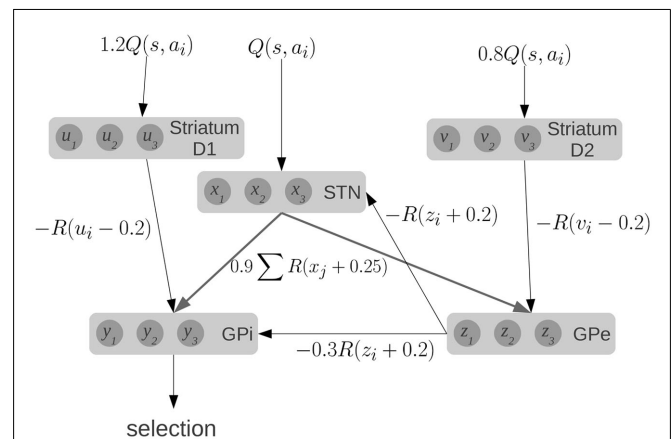 1.2Q(s, a_i)
Q(s, a_i)
0.8Q(s, a_i)
u_1 u_2 u_3 Striatum D1
v_1 v_2 v_3 Striatum D2
x_1 x_2 x_3 STN
−R(u_i − 0.2)
−R(z_i + 0.2)
−R(v_i − 0.2)
0.9 ∑ R(x_j + 0.25)
y_1 y_2 y_3 GPi
z_1 z_2 z_3 GPe
−0.3R(z_i + 0.2)
selection